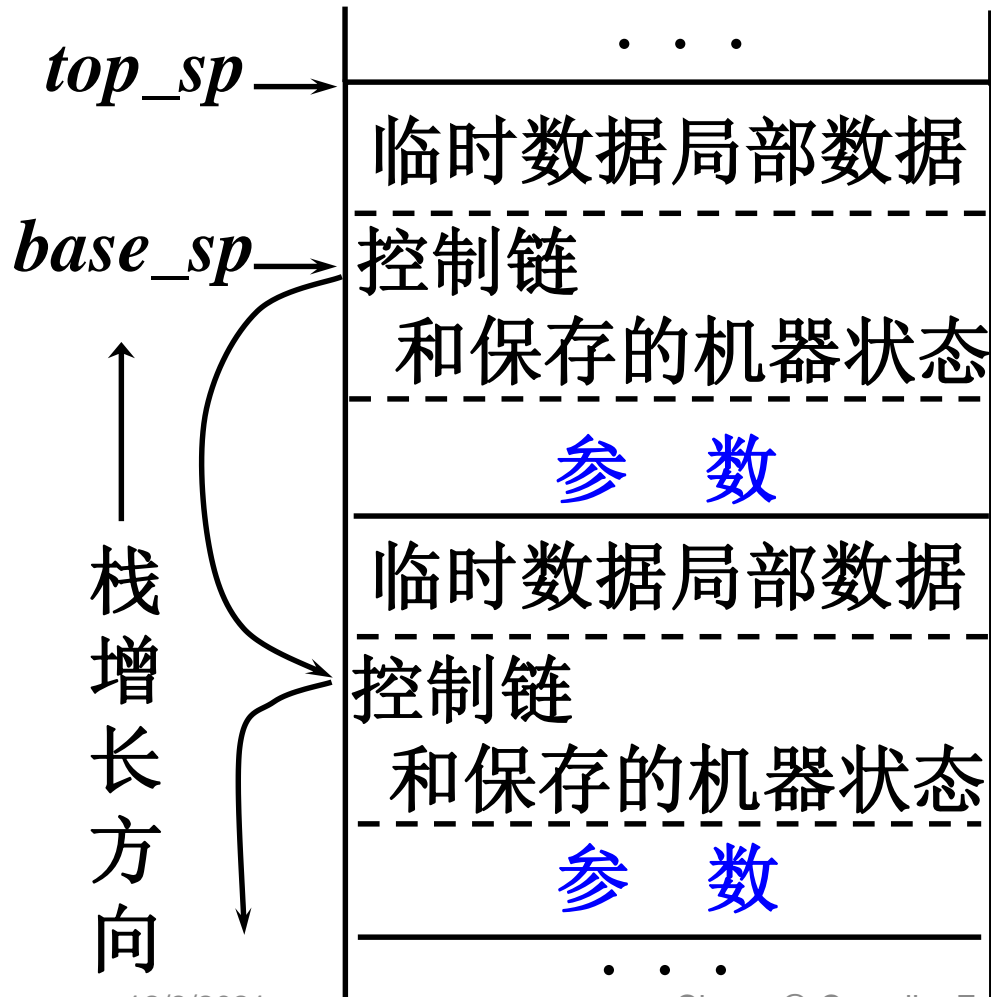 . . .
top_sp
临时数据局部数据
base_sp
控制链
和保存的机器状态
参 数
临时数据局部数据
控制链
和保存的机器状态
参 数
. . .
栈增长方向